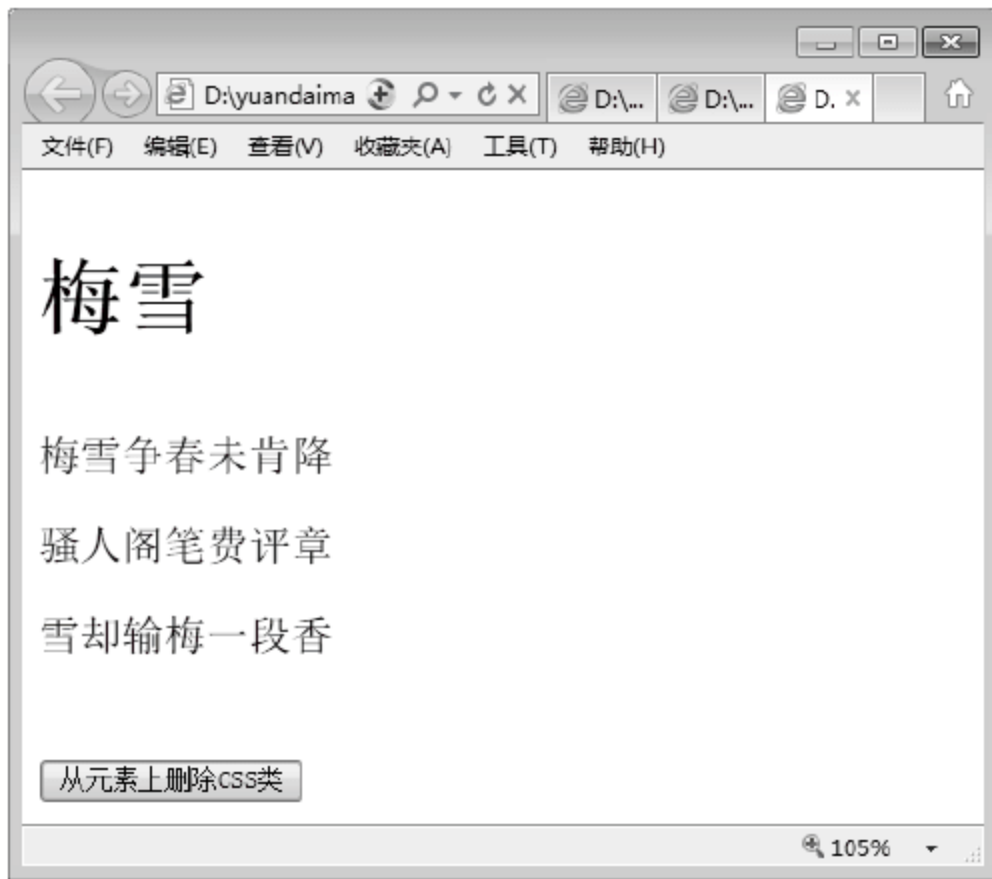 D:\yuandaima D:\... D:\... D.
文件(F) 编辑(E) 查看(V) 收藏夹(A) 工具(T) 帮助(H)
梅雪
梅雪争春未肯降
骚人阁笔费评章
雪却输梅一段香
从元素上删除CSS类
105%